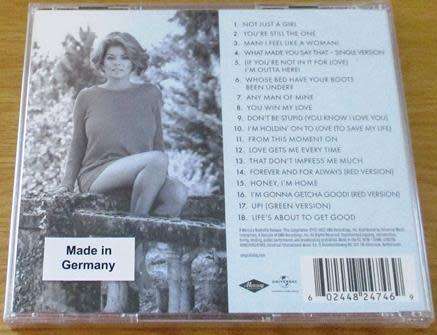 1 NOT JUST A GIRL
2 YOU'RE STILL THE ONE
3 MAN! I FEEL LIKE A WOMAN!
4 WHAT MADE YOU SAY THAT - SINGLE VERSION
5 (IF YOU'RE NOT IN IT FOR LOVE)
I'M OUTTA HERE!
6 WHOSE BED HAVE YOUR BOOTS
BEEN UNDER?
7 ANY MAN OF MINE
8 YOU WIN MY LOVE
9 DON'T BE STUPID (YOU KNOW I LOVE YOU)
10 I'M HOLDIN' ON TO LOVE (TO SAVE MY LIFE)
11 FROM THIS MOMENT ON
12 LOVE GETS ME EVERY TIME
13 THAT DON'T IMPRESS ME MUCH
14 FOREVER AND FOR ALWAYS (RED VERSION)
15 HONEY, I'M HOME
16 I'M GONNA GETCHA GOOD! (RED VERSION)
17 UP! (GREEN VERSION)
18 LIFE'S ABOUT TO GET GOOD
Made in
Germany
Mercury
UNIVERSAL
6 02448 24746 9